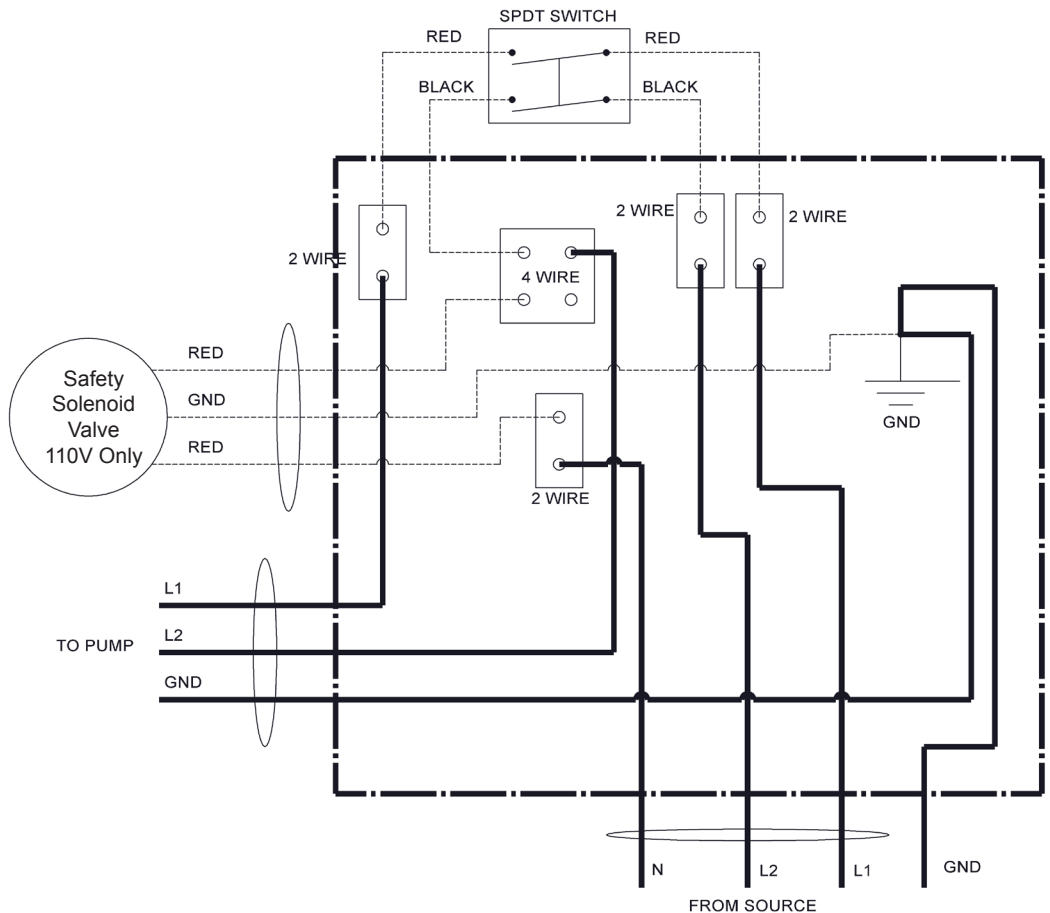 SPDT SWITCH
RED
RED
BLACK
BLACK
2 WIRE
2 WIRE
2 WIRE
4 WIRE
RED
Safety
Solenoid
Valve
110V Only
GND
RED
GND
2 WIRE
L1
TO PUMP
L2
GND
N
L2
L1
GND
FROM SOURCE